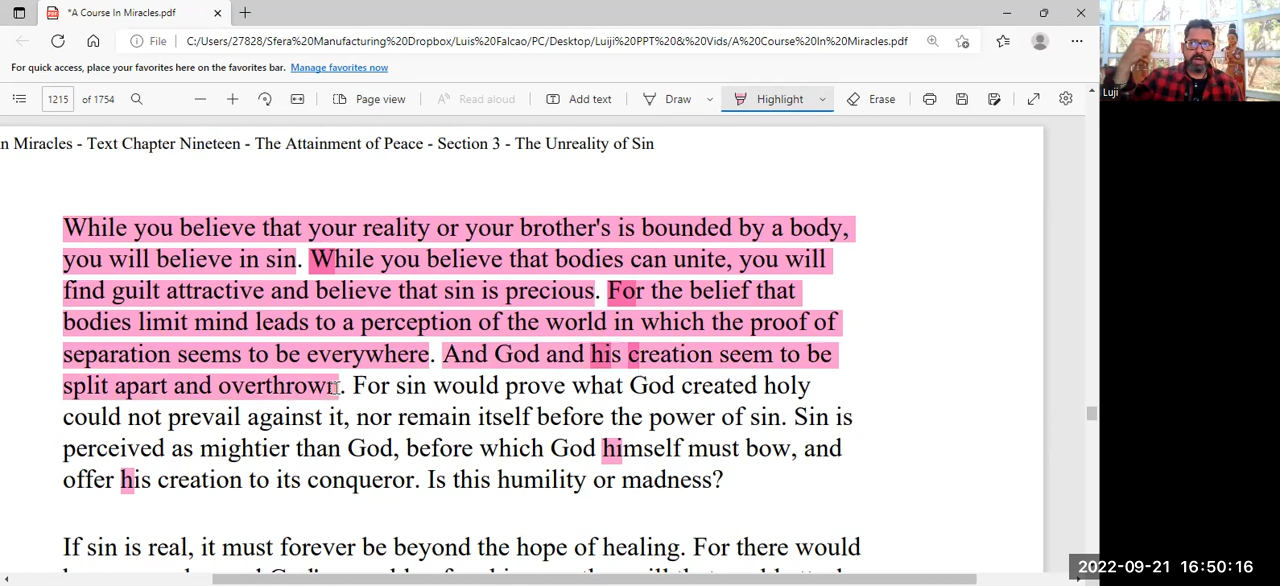 *A Course In Miracles.pdf
File
C:/Users/27828/Sfera%20Manufacturing%20Dropbox/Luis%20Falcao/PC/Desktop/Luiji%20PPT%20&%20Vids/A%20Course%20In%20Miracles.pdf
For quick access, place your favorites here on the favorites bar. Manage favorites now
1215 of 1754
Page view
Read aloud
Add text
Draw
Highlight
Erase
Luji
n Miracles - Text Chapter Nineteen - The Attainment of Peace - Section 3 - The Unreality of Sin
While you believe that your reality or your brother's is bounded by a body,
you will believe in sin. While you believe that bodies can unite, you will
find guilt attractive and believe that sin is precious. For the belief that
bodies limit mind leads to a perception of the world in which the proof of
separation seems to be everywhere. And God and his creation seem to be
split apart and overthrown. For sin would prove what God created holy
could not prevail against it, nor remain itself before the power of sin. Sin is
perceived as mightier than God, before which God himself must bow, and
offer his creation to its conqueror. Is this humility or madness?
If sin is real, it must forever be beyond the hope of healing. For there would
2022-09-21 16:50:16